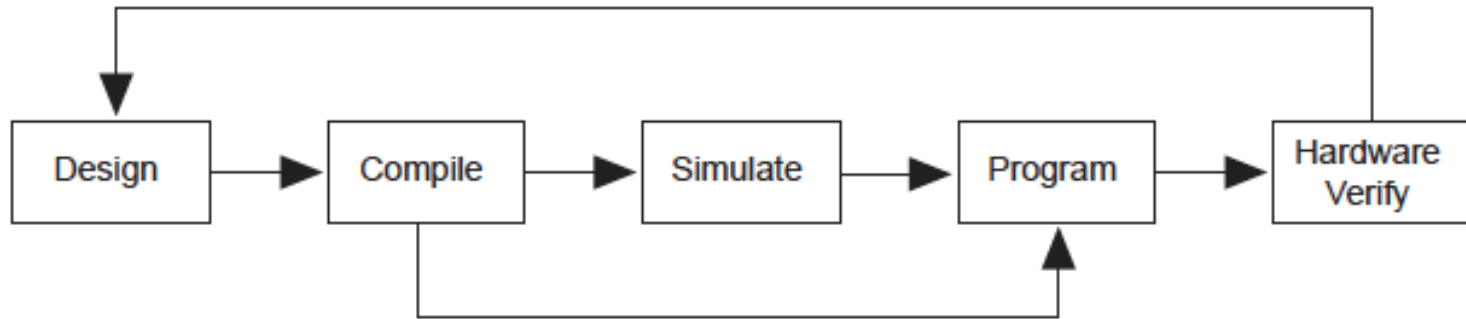 Design
Compile
Simulate
Program
Hardware
Verify